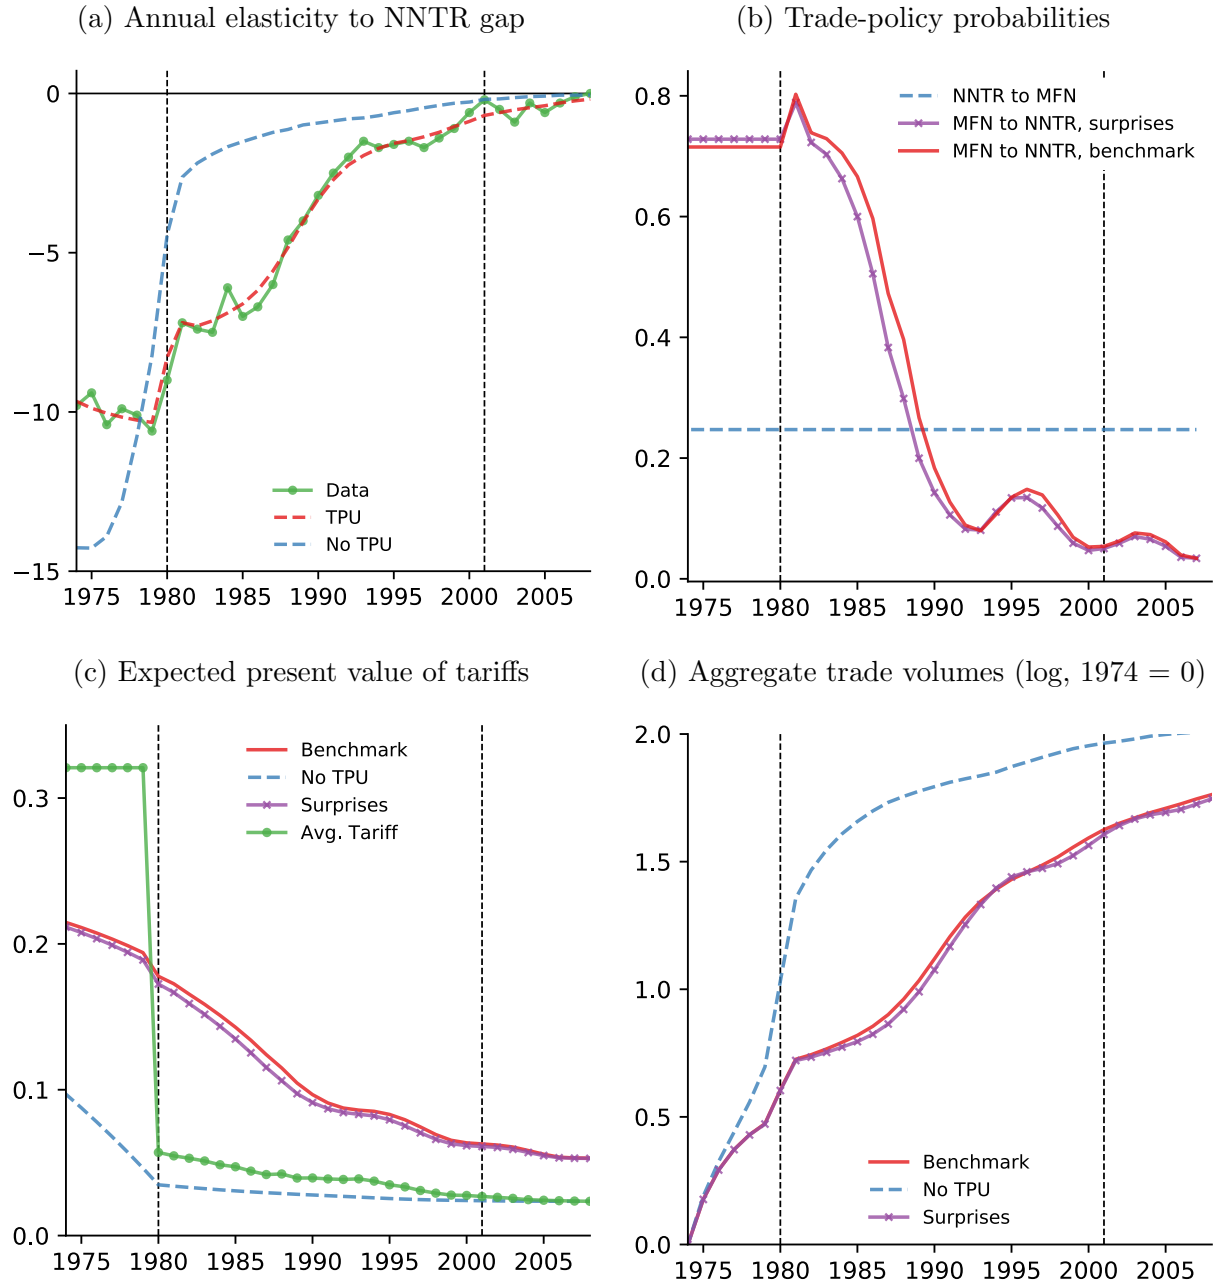 (a) Annual elasticity to NNTR gap
0
−5
−10
−15
1975 1980 1985 1990 1995 2000 2005
Data
TPU
No TPU
(b) Trade-policy probabilities
0.8
0.6
0.4
0.2
0.0
1975 1980 1985 1990 1995 2000 2005
NNTR to MFN
MFN to NNTR, surprises
MFN to NNTR, benchmark
(c) Expected present value of tariffs
0.3
0.2
0.1
0.0
1975 1980 1985 1990 1995 2000 2005
Benchmark
No TPU
Surprises
Avg. Tariff
(d) Aggregate trade volumes (log, 1974 = 0)
2.0
1.5
1.0
0.5
0.0
1975 1980 1985 1990 1995 2000 2005
Benchmark
No TPU
Surprises